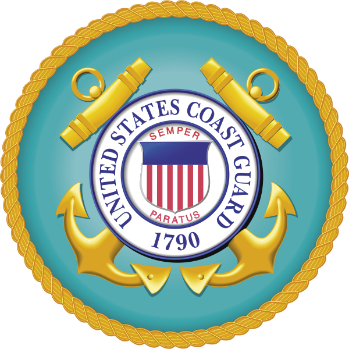 UNITED STATES COAST GUARD
1790
SEMPER
PARATUS